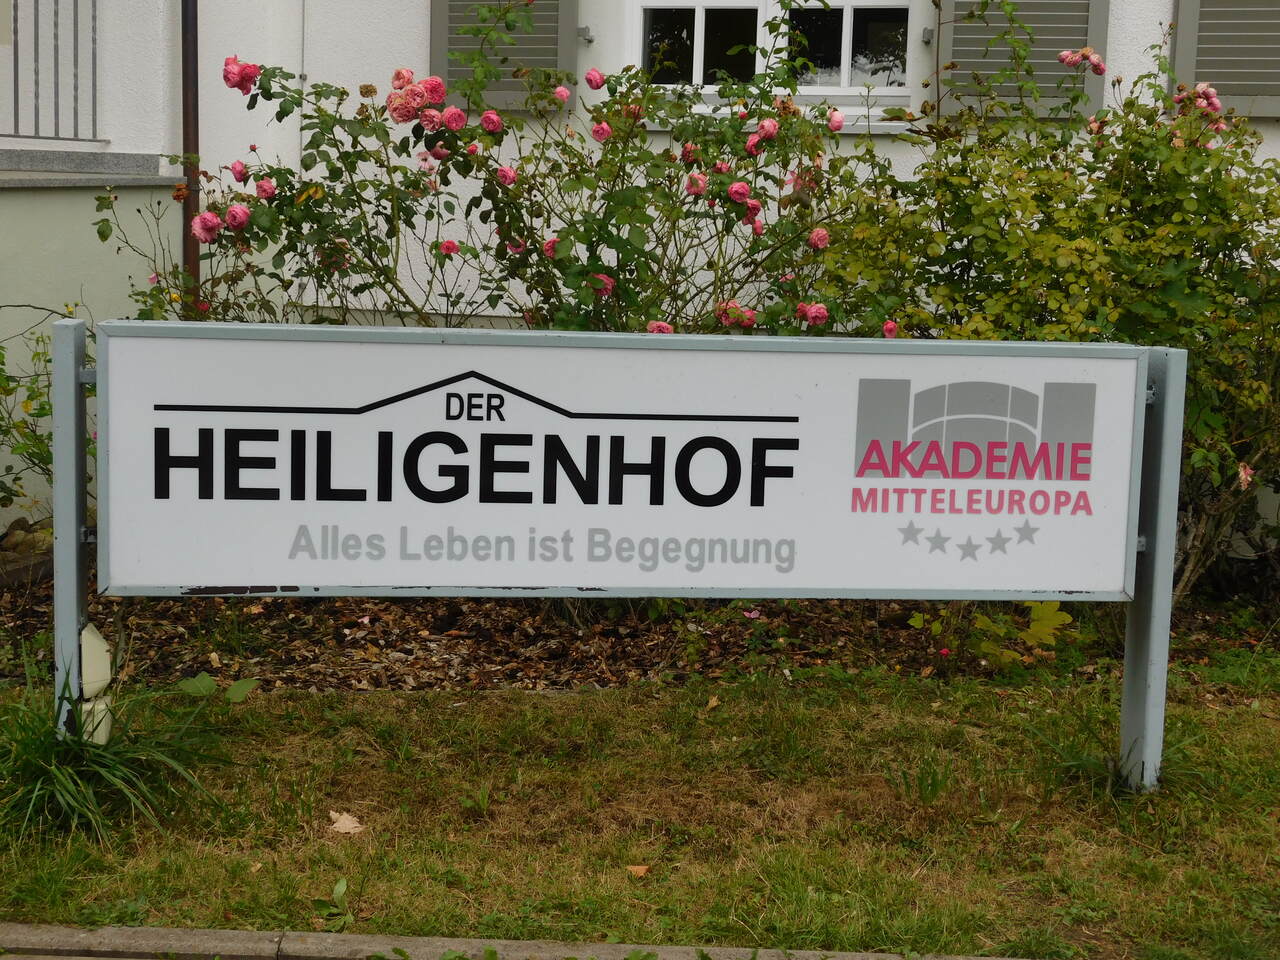 DER
HEILIGENHOF
Alles Leben ist Begegnung
AKADEMIE
MITTELEUROPA